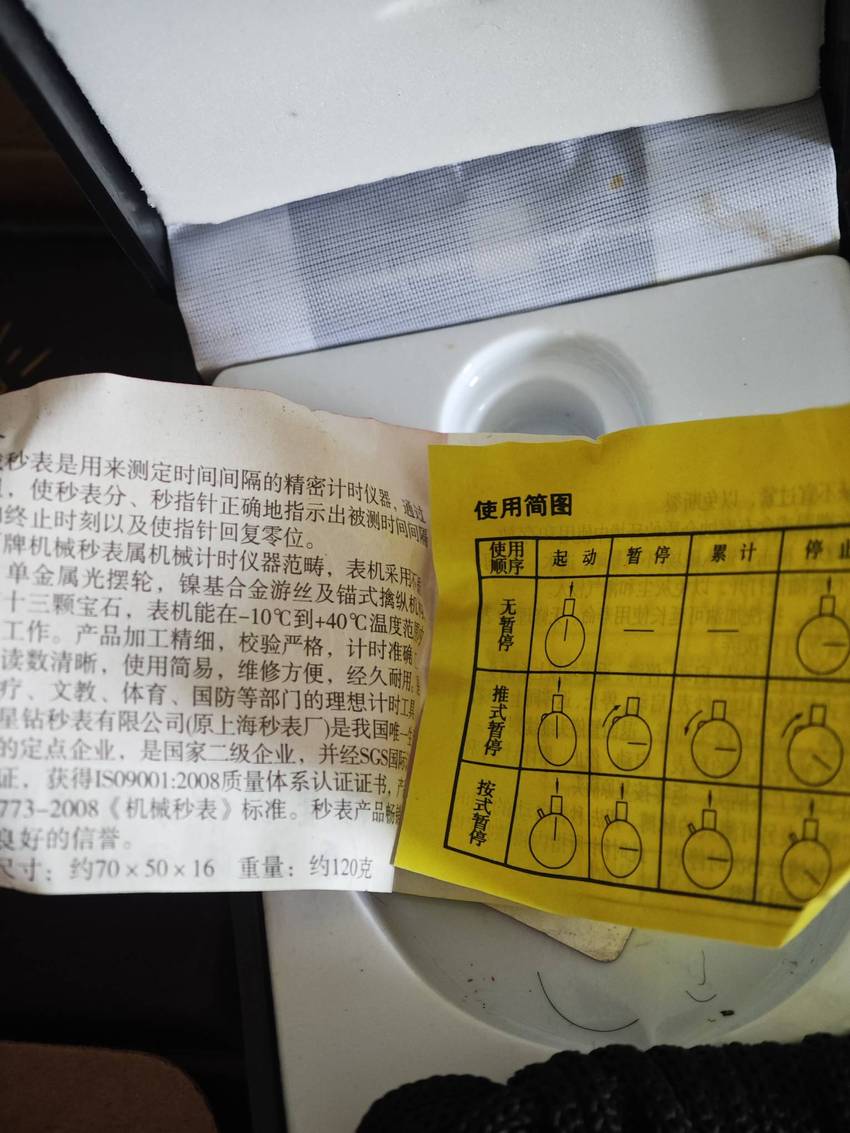 秒表是用来测定时间间隔的精密计时仪器,通过
,使秒表分、秒指针正确地指示出被测时间间隔
终止时刻以及使指针回复零位。
牌机械秒表属机械计时仪器范畴,表机采用
单金属光摆轮,镍基合金游丝及锚式擒纵机
十三颗宝石,表机能在-10℃到+40℃温度范
工作。产品加工精细,校验严格,计时准确
读数清晰,使用简易,维修方便,经久耐用。
疗、文教、体育、国防等部门的理想计时工具
星钻秒表有限公司(原上海秒表厂)是我国唯一
的定点企业,是国家二级企业,并经SGS国际
证,获得ISO9001:2008质量体系认证证书,产
773-2008《机械秒表》标准。秒表产品畅销
良好的信誉。
尺寸:约70×50×16 重量:约120克
使用简图
使用顺序 起动 暂停 累计 停止
无暂停 — —
推式暂停
按式暂停